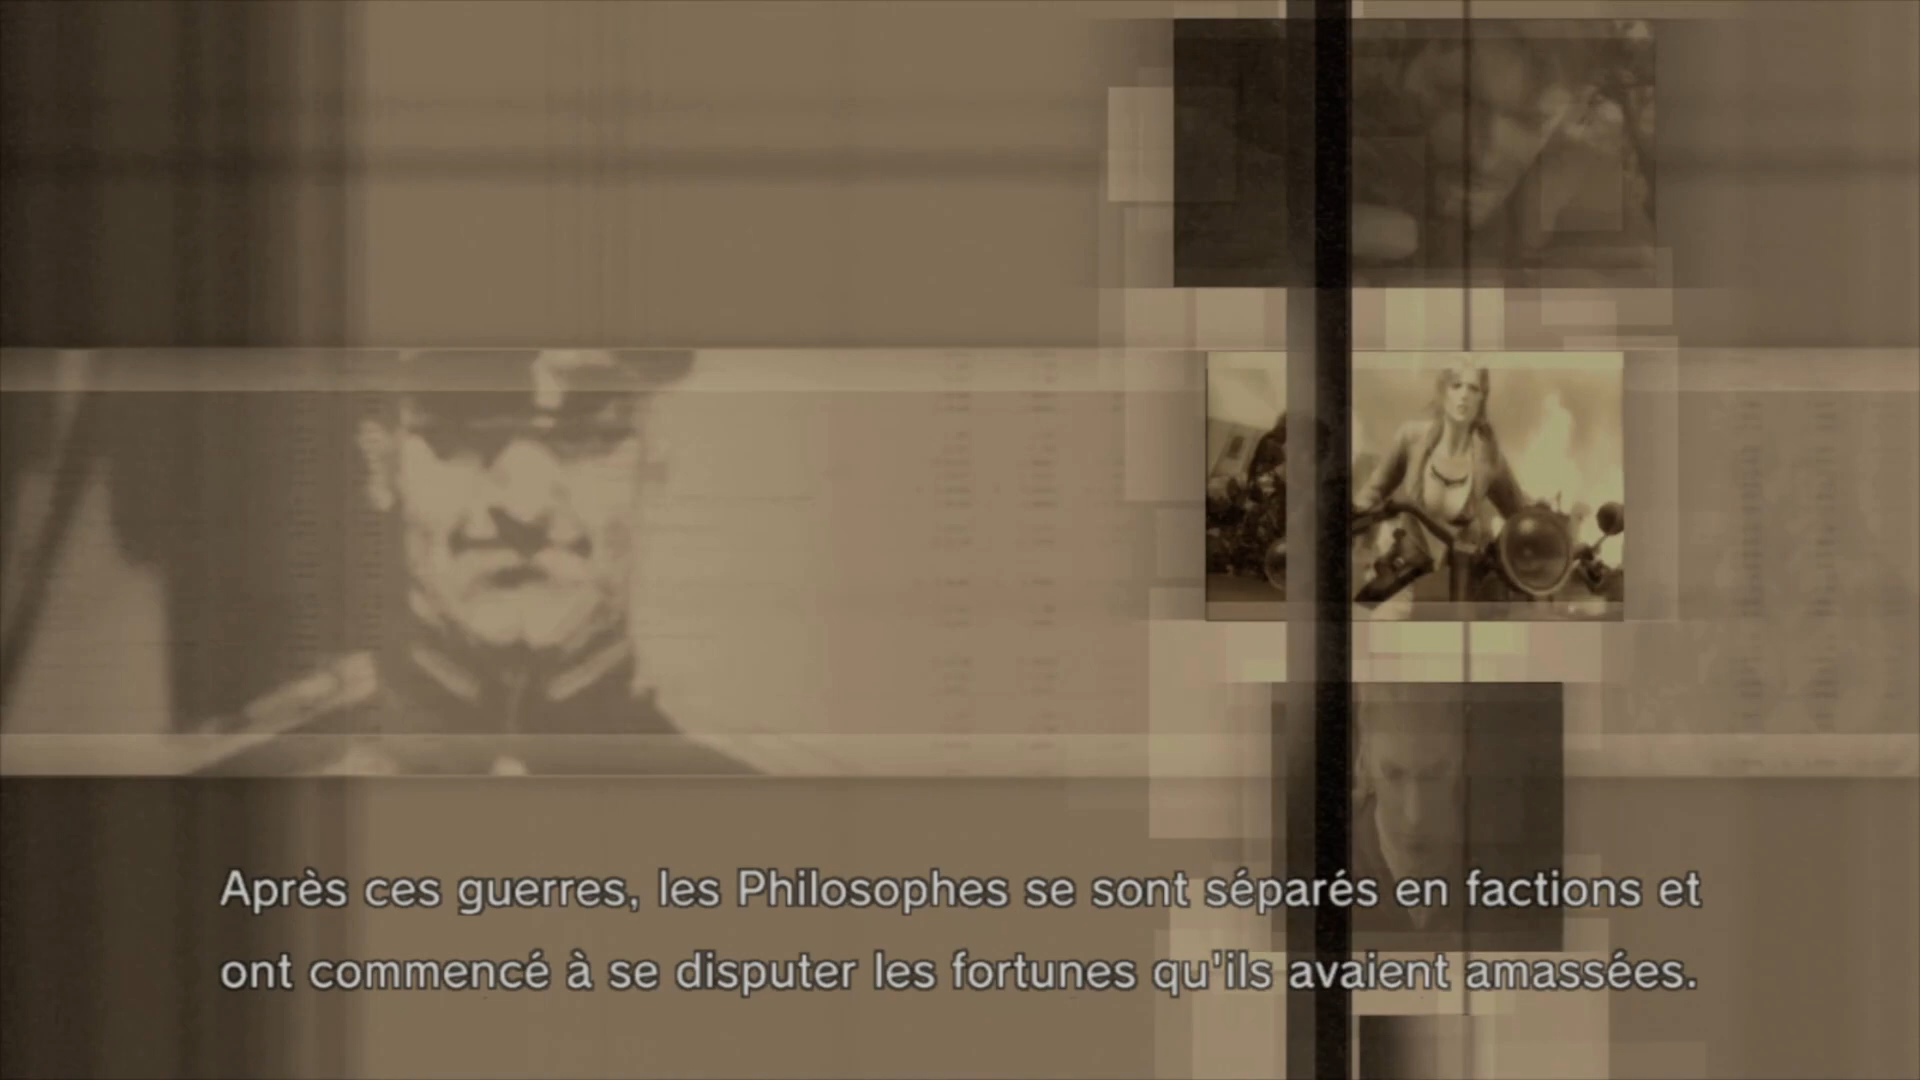 Après ces guerres, les Philosophes se sont séparés en factions et
ont commencé à se disputer les fortunes qu'ils avaient amassées.